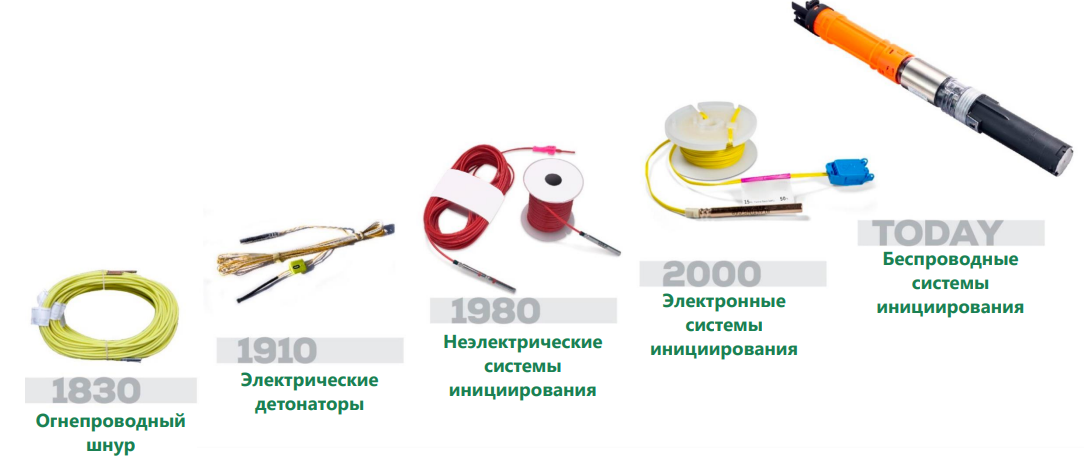 1830
Огнепроводный
шнур
1910
Электрические
детонаторы
1980
Неэлектрические
системы
инициирования
2000
Электронные
системы
инициирования
TODAY
Беспроводные
системы
инициирования